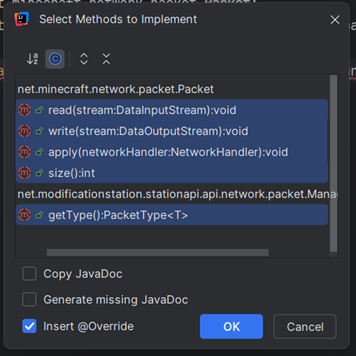 Select Methods to Implement
net.minecraft.network.packet.Packet
m read(stream:DataInputStream):void
m write(stream:DataOutputStream):void
m apply(networkHandler:NetworkHandler):void
m size():int
net.modificationstation.stationapi.api.network.packet.Mana
m getType():PacketType<T>
Copy JavaDoc
Generate missing JavaDoc
Insert @Override
OK Cancel